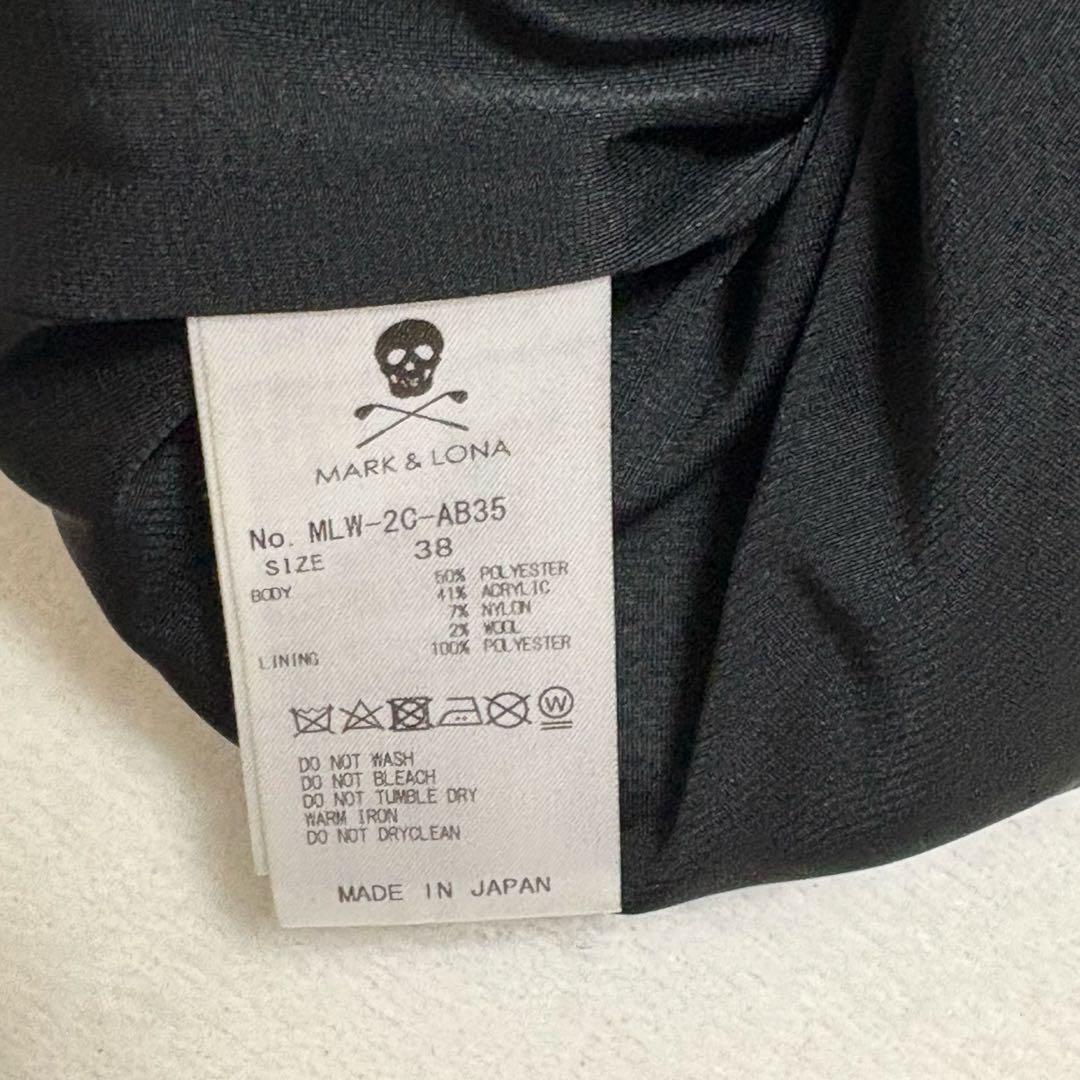 MARK & LONA
No. MLW-2C-AB35
SIZE 38
BODY 50% POLYESTER
41% ACRYLIC
7% NYLON
2% WOOL
LINING 100% POLYESTER
W
DO NOT WASH
DO NOT BLEACH
DO NOT TUMBLE DRY
WARM IRON
DO NOT DRYCLEAN
MADE IN JAPAN